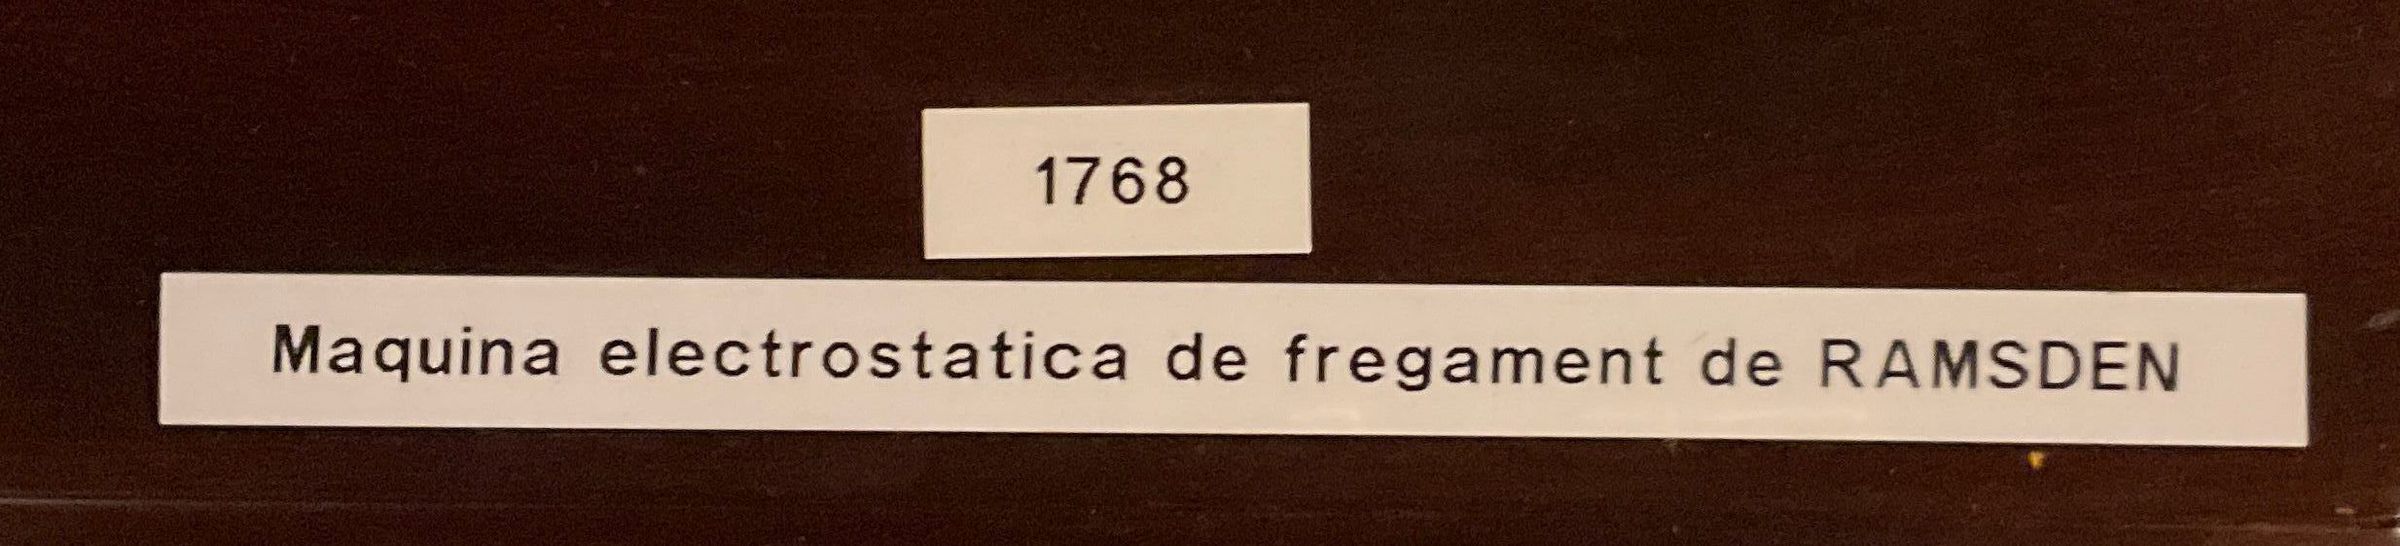 1768
Maquina electrostatica de fregament de RAMSDEN